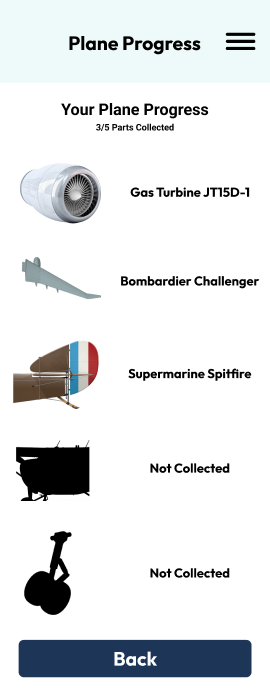 Plane Progress
Your Plane Progress
3/5 Parts Collected
Gas Turbine JT15D-1
Bombardier Challenger
Supermarine Spitfire
Not Collected
Not Collected
Back